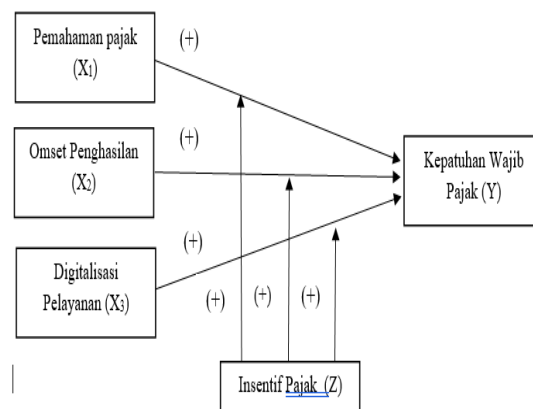 Pemahaman pajak
(X₁)
(+)
Omset Penghasilan
(X₂)
(+)
Digitalisasi
Pelayanan (X₃)
(+)
Kepatuhan Wajib
Pajak (Y)
(+) (+) (+)
Insentif Pajak (Z)